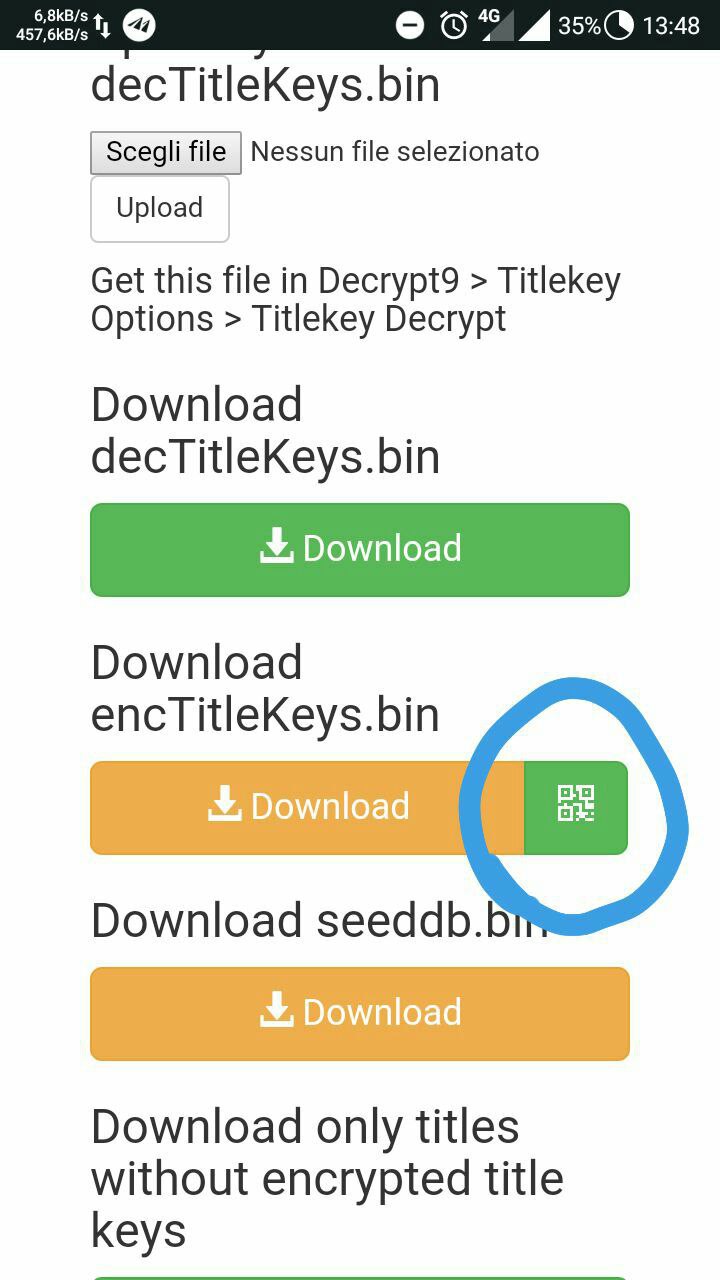 6,8kB/s
457,6kB/s
4G
35%
13:48
decTitleKeys.bin
Scegli file Nessun file selezionato
Upload
Get this file in Decrypt9 > Titlekey
Options > Titlekey Decrypt
Download
decTitleKeys.bin
Download
Download
encTitleKeys.bin
Download
Download seeddb.bin
Download
Download only titles
without encrypted title
keys